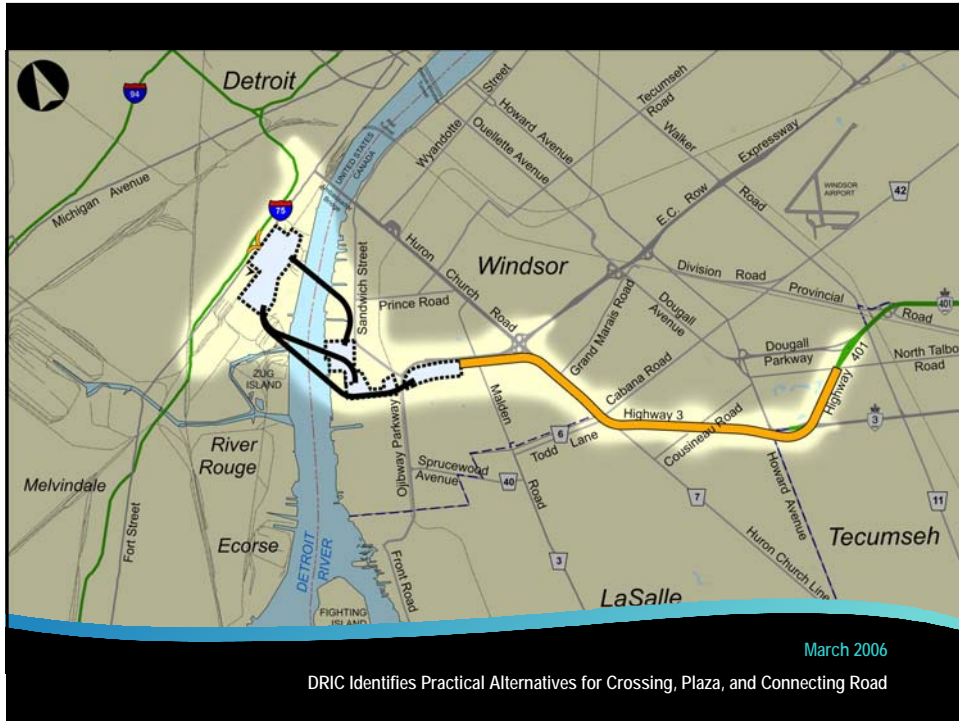 Detroit
94
Michigan Avenue
75
UNITED STATES
CANADA
Wyandotte
Street
Howard Avenue
Ouellette Avenue
Tecumseh
Road
Walker
Road
Expressway
E.C. Row
WINDSOR
AIRPORT
42
Sandwich Street
Huron
Church
Road
Windsor
Prince Road
Grand Marais Road
Division Road
Provincial
Road
401
Dougall
Avenue
Dougall
Parkway
North Talbo
Road
Highway 401
Cabana Road
Highway 3
3
ZUG
ISLAND
Ojibway Parkway
Malden
Road
6
Todd Lane
Cousineau Road
Howard Avenue
River
Rouge
Melvindale
Sprucewood
Avenue
40
7
11
Fort Street
Ecorse
DETROIT
RIVER
Front Road
3
Huron Church Line
Tecumseh
LaSalle
FIGHTING
ISLAND
March 2006
DRIC Identifies Practical Alternatives for Crossing, Plaza, and Connecting Road